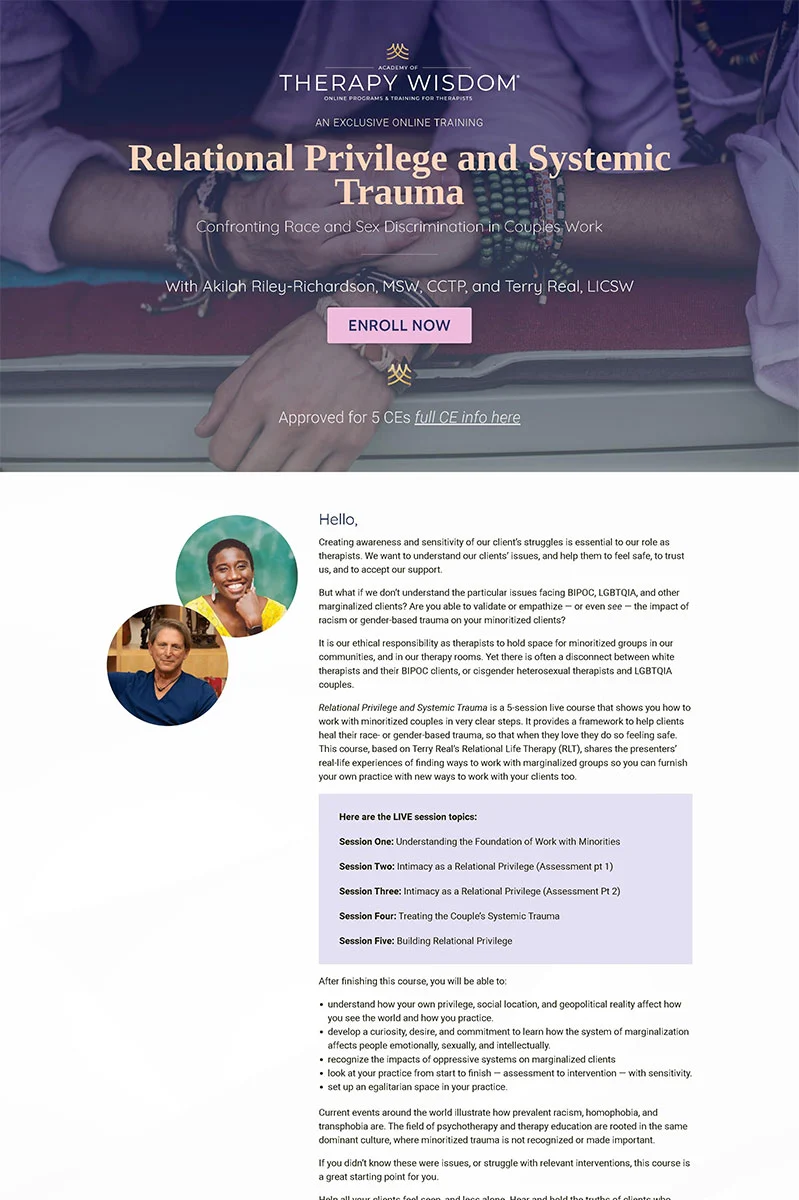 ACADEMY OF
THERAPY WISDOM®
ONLINE PROGRAMS & TRAINING FOR THERAPISTS
AN EXCLUSIVE ONLINE TRAINING
Relational Privilege and Systemic
Trauma
Confronting Race and Sex Discrimination in Couples Work
With Akilah Riley-Richardson, MSW, CCTP, and Terry Real, LICSW
ENROLL NOW
Approved for 5 CEs full CE info here
Hello,
Creating awareness and sensitivity of our client's struggles is essential to our role as
therapists. We want to understand our clients' issues, and help them to feel safe, to trust
us, and to accept our support.
But what if we don't understand the particular issues facing BIPOC, LGBTQIA, and other
marginalized clients? Are you able to validate or empathize — or even see — the impact of
racism or gender-based trauma on your minoritized clients?
It is our ethical responsibility as therapists to hold space for minoritized groups in our
communities, and in our therapy rooms. Yet there is often a disconnect between white
therapists and their BIPOC clients, or cisgender heterosexual therapists and LGBTQIA
couples.
Relational Privilege and Systemic Trauma is a 5-session live course that shows you how to
work with minoritized couples in very clear steps. It provides a framework to help clients
heal their race- or gender-based trauma, so that when they love they do so feeling safe.
This course, based on Terry Real's Relational Life Therapy (RLT), shares the presenters'
real-life experiences of finding ways to work with marginalized groups so you can furnish
your own practice with new ways to work with your clients too.
Here are the LIVE session topics:
Session One: Understanding the Foundation of Work with Minorities
Session Two: Intimacy as a Relational Privilege (Assessment pt 1)
Session Three: Intimacy as a Relational Privilege (Assessment Pt 2)
Session Four: Treating the Couple's Systemic Trauma
Session Five: Building Relational Privilege
After finishing this course, you will be able to:
• understand how your own privilege, social location, and geopolitical reality affect how
you see the world and how you practice.
• develop a curiosity, desire, and commitment to learn how the system of marginalization
affects people emotionally, sexually, and intellectually.
• recognize the impacts of oppressive systems on marginalized clients
• look at your practice from start to finish — assessment to intervention — with sensitivity.
• set up an egalitarian space in your practice.
Current events around the world illustrate how prevalent racism, homophobia, and
transphobia are. The field of psychotherapy and therapy education are rooted in the same
dominant culture, where minoritized trauma is not recognized or made important.
If you didn't know these were issues, or struggle with relevant interventions, this course is
a great starting point for you.
Help all your clients feel seen, and less alone. Hear and hold the truths of clients who